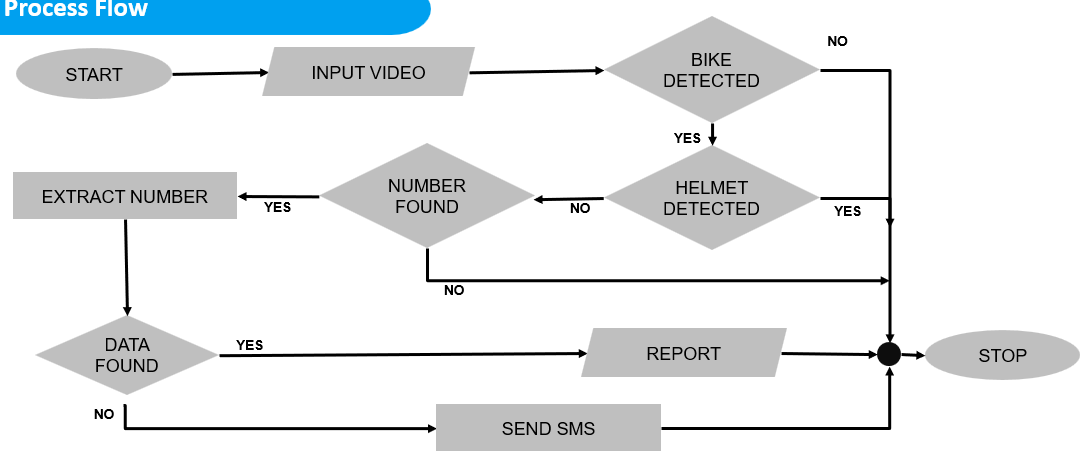 Process Flow
START
INPUT VIDEO
BIKE
DETECTED
NO
YES
HELMET
DETECTED
YES
NO
NUMBER
FOUND
YES
NO
EXTRACT NUMBER
DATA
FOUND
YES
REPORT
STOP
NO
SEND SMS